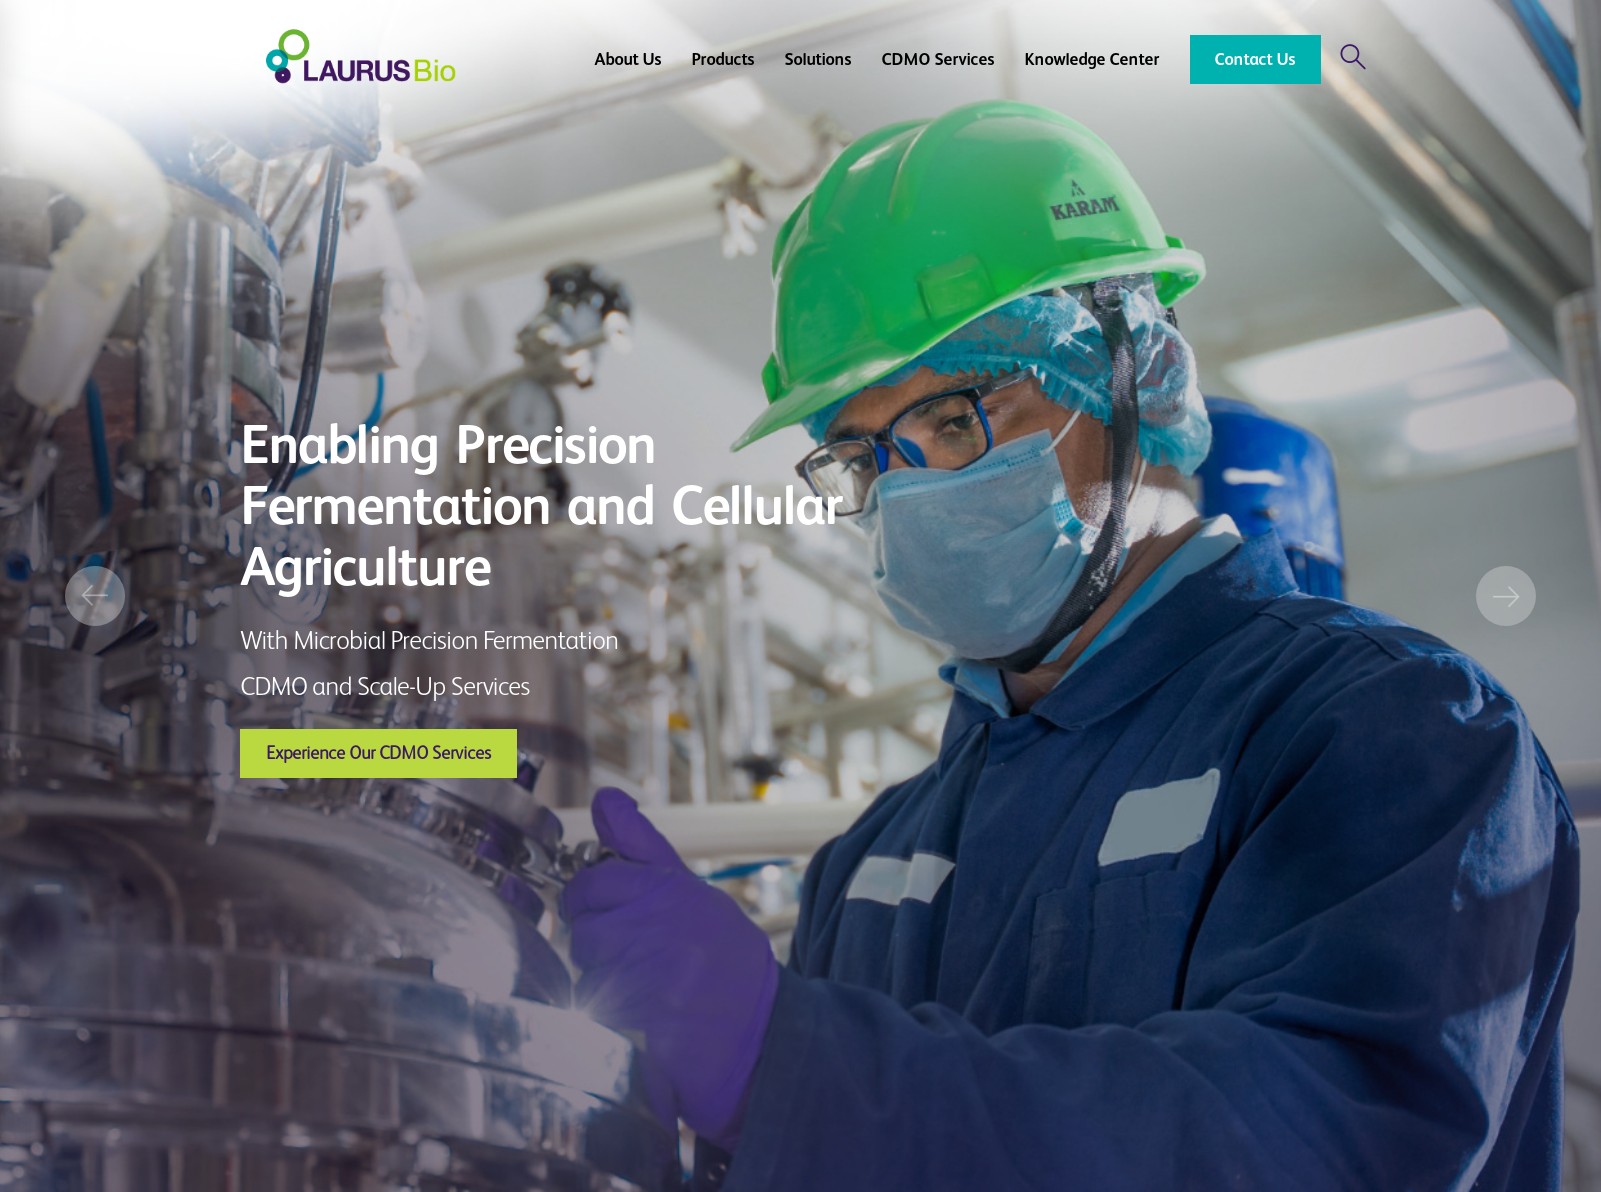 LAURUS Bio
About Us
Products
Solutions
CDMO Services
Knowledge Center
Contact Us
KARAM
Enabling Precision
Fermentation and Cellular
Agriculture
With Microbial Precision Fermentation
CDMO and Scale-Up Services
Experience Our CDMO Services